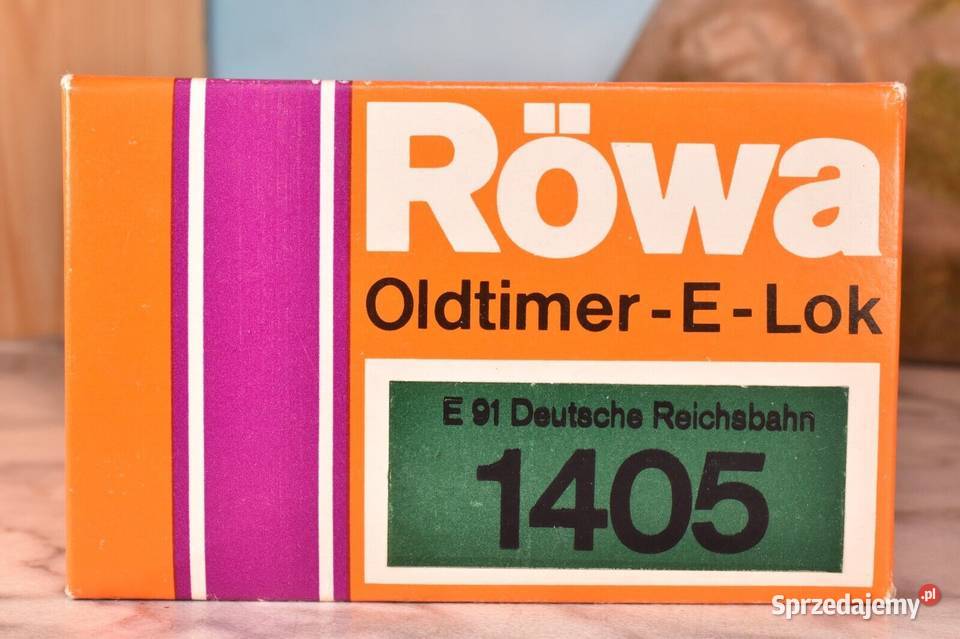 Röwa
Oldtimer-E-Lok
E 91 Deutsche Reichsbahn
1405
Sprzedajemy.pl